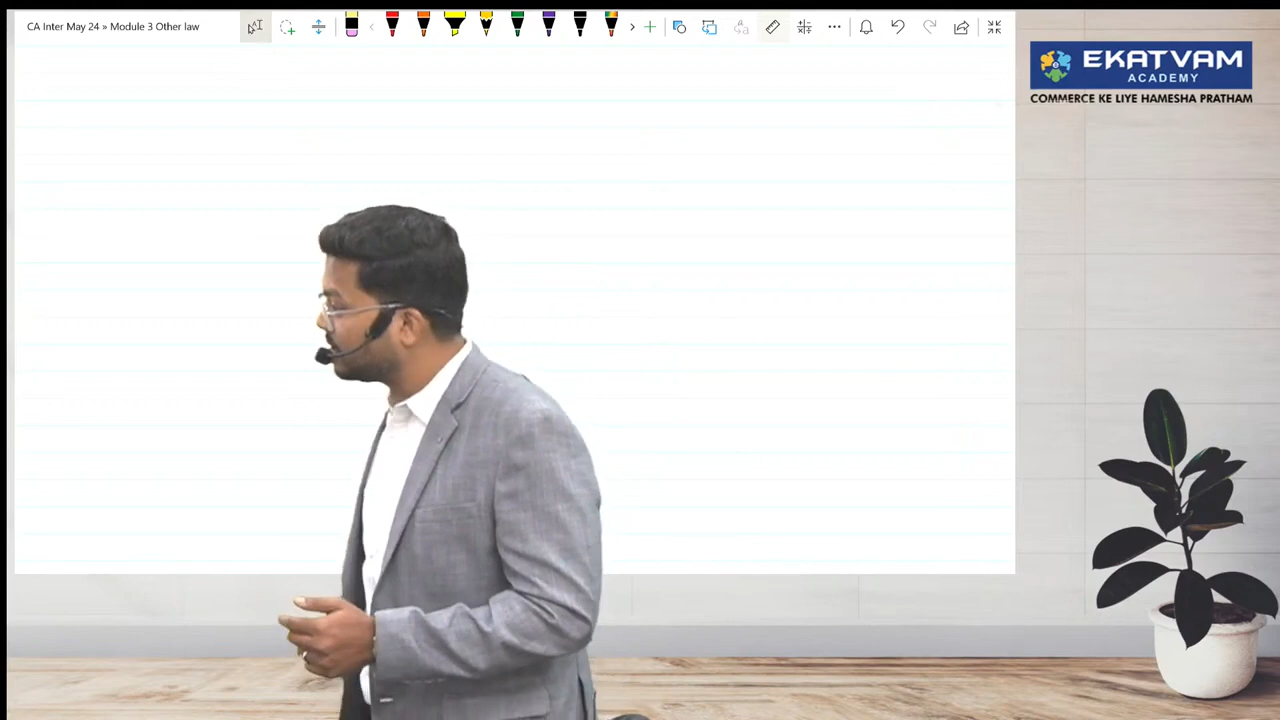 CA Inter May 24 » Module 3 Other law
EKATVAM
ACADEMY
COMMERCE KE LIYE HAMESHA PRATHAM